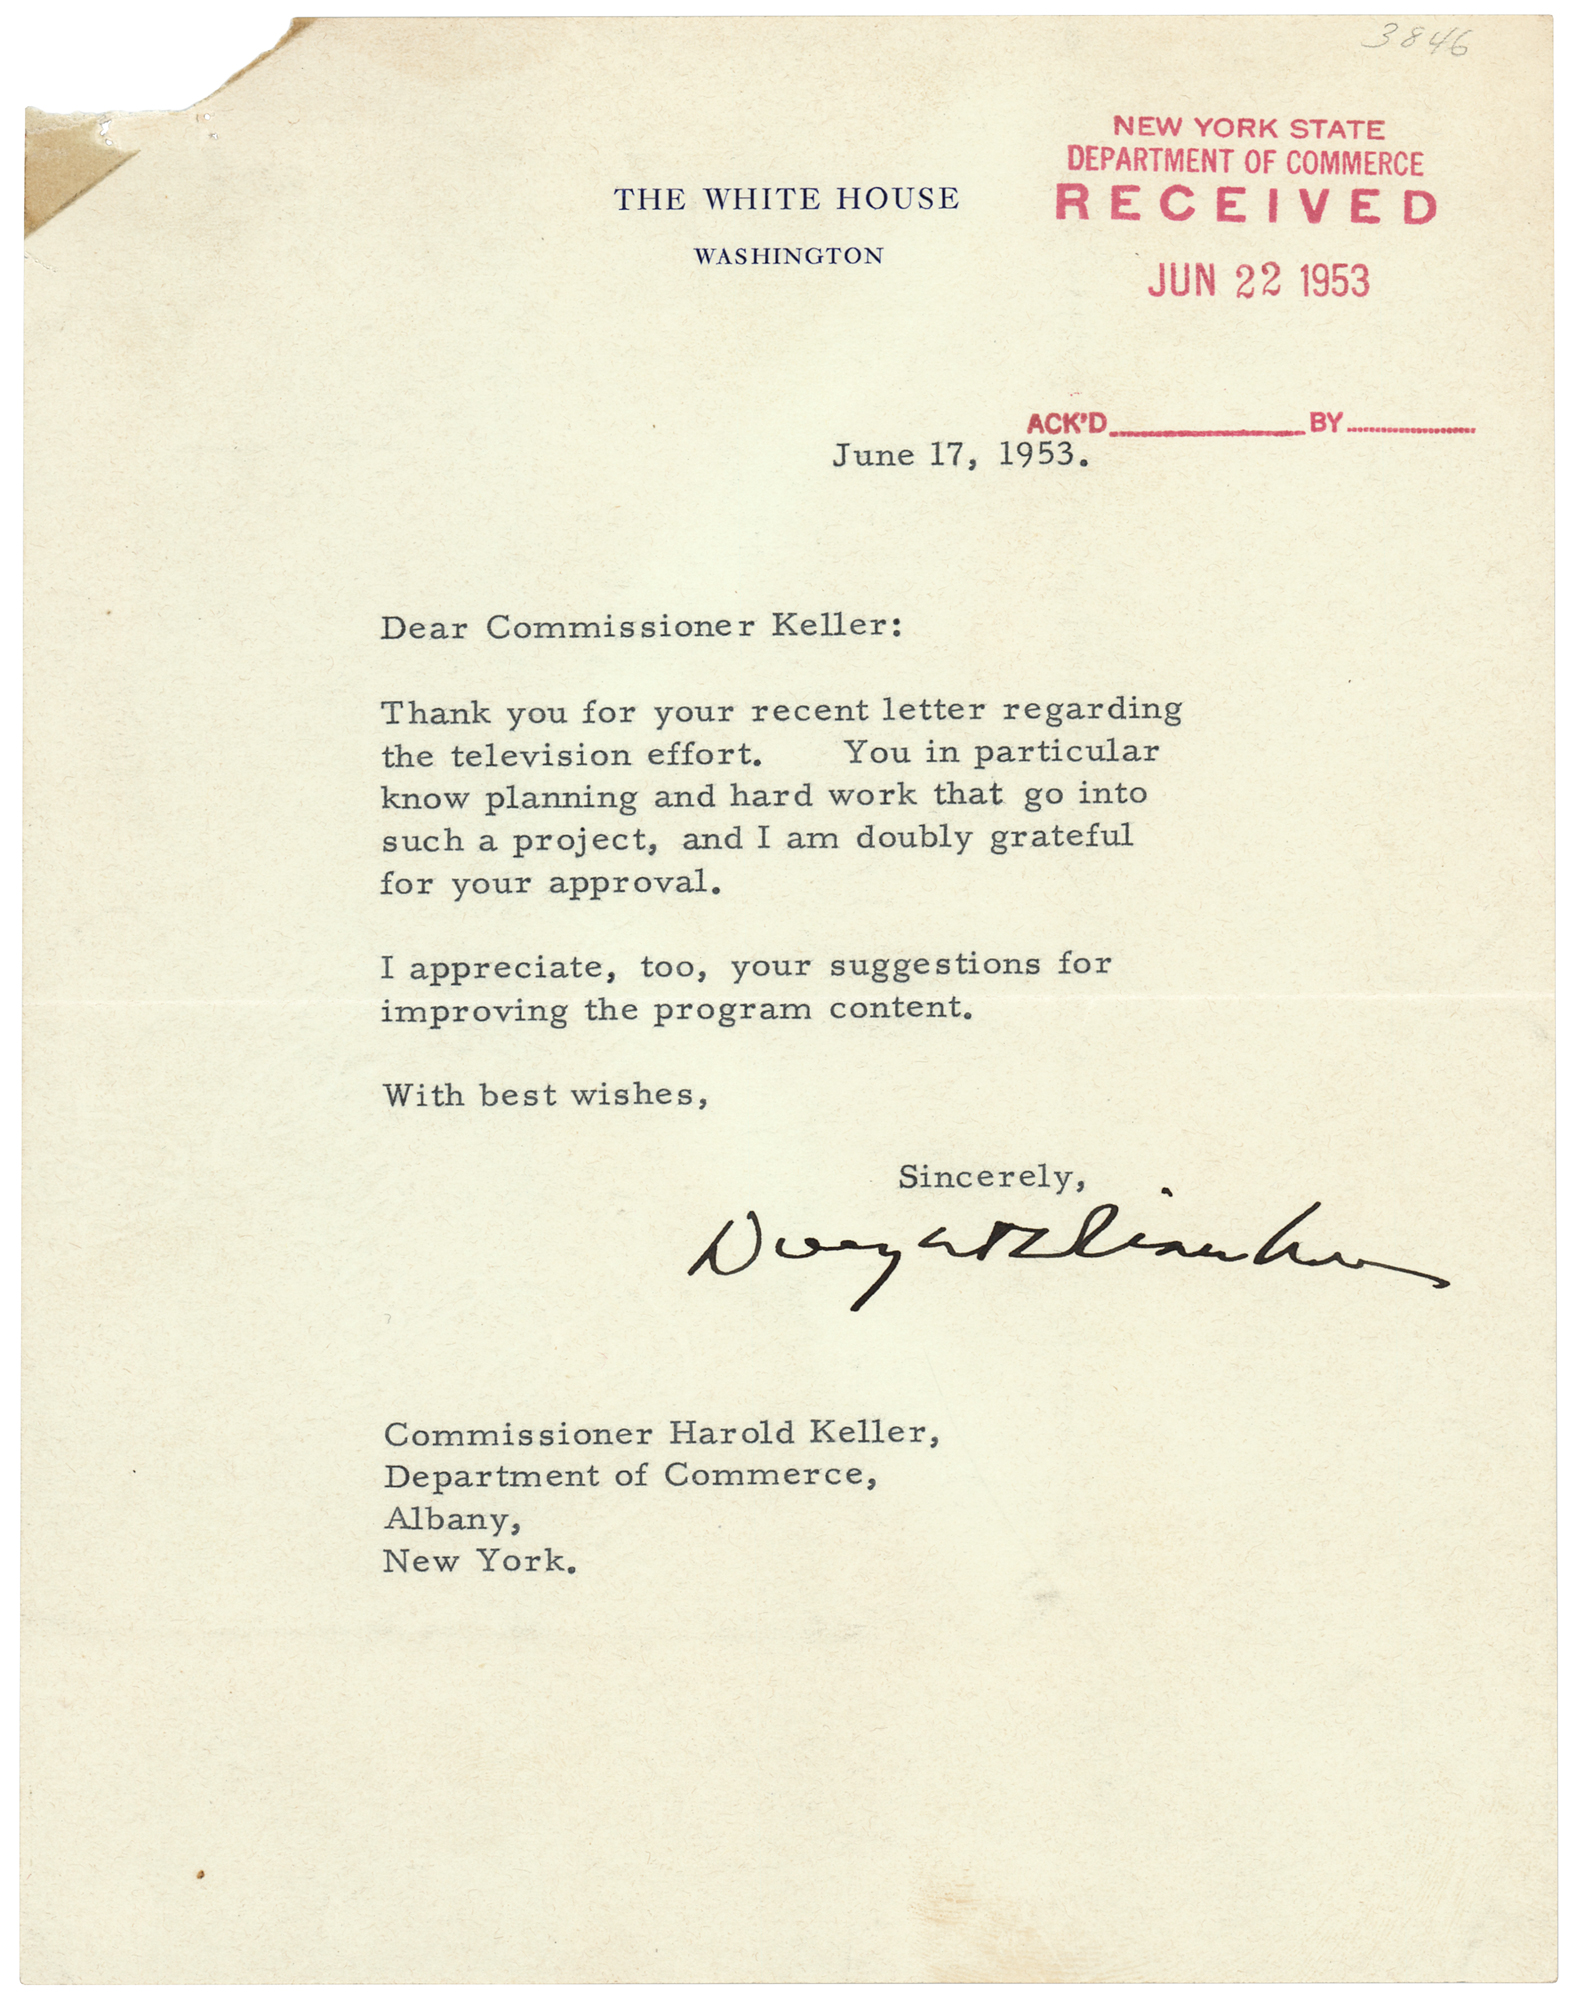 3846
NEW YORK STATE
DEPARTMENT OF COMMERCE
RECEIVED
JUN 22 1953
THE WHITE HOUSE
WASHINGTON
ACK'D BY
June 17, 1953.
Dear Commissioner Keller:
Thank you for your recent letter regarding
the television effort. You in particular
know planning and hard work that go into
such a project, and I am doubly grateful
for your approval.
I appreciate, too, your suggestions for
improving the program content.
With best wishes,
Sincerely,
Dwight D Eisenhower
Commissioner Harold Keller,
Department of Commerce,
Albany,
New York.